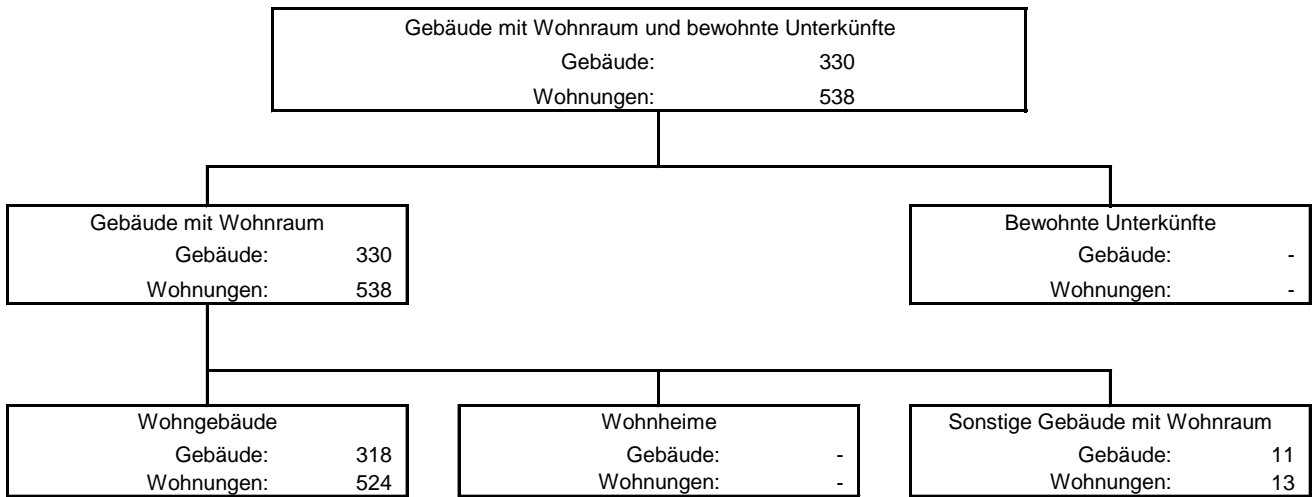 Gebäude mit Wohnraum und bewohnte Unterkünfte
Gebäude: 330
Wohnungen: 538
Gebäude mit Wohnraum
Gebäude: 330
Wohnungen: 538
Bewohnte Unterkünfte
Gebäude: -
Wohnungen: -
Wohngebäude
Gebäude: 318
Wohnungen: 524
Wohnheime
Gebäude: -
Wohnungen: -
Sonstige Gebäude mit Wohnraum
Gebäude: 11
Wohnungen: 13